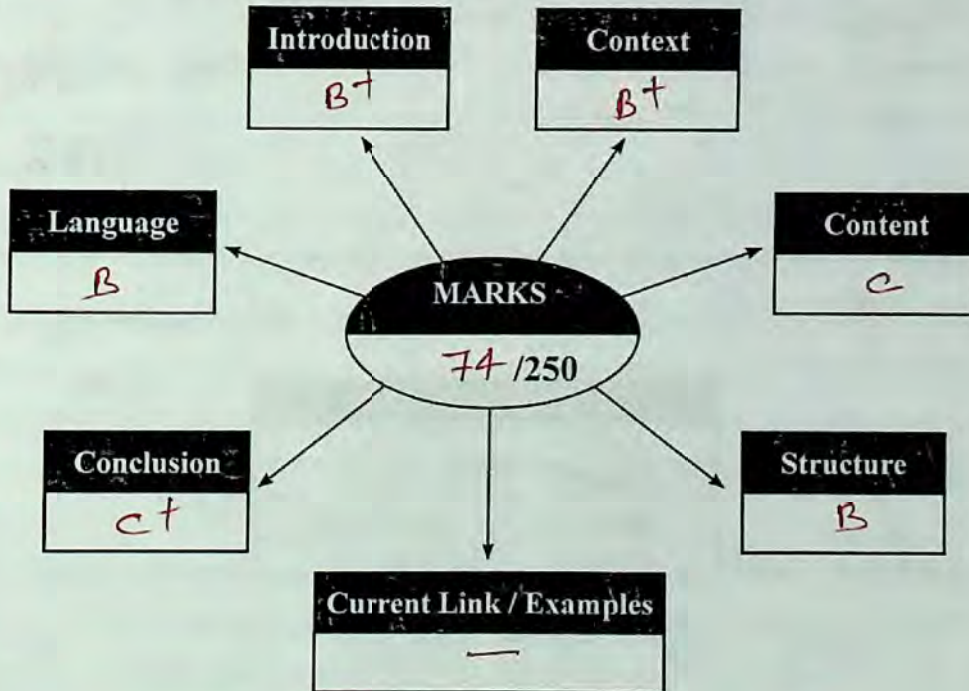 Introduction
B+
Context
B+
Language
B
Content
C
MARKS
74 /250
Conclusion
C+
Structure
B
Current Link / Examples
—